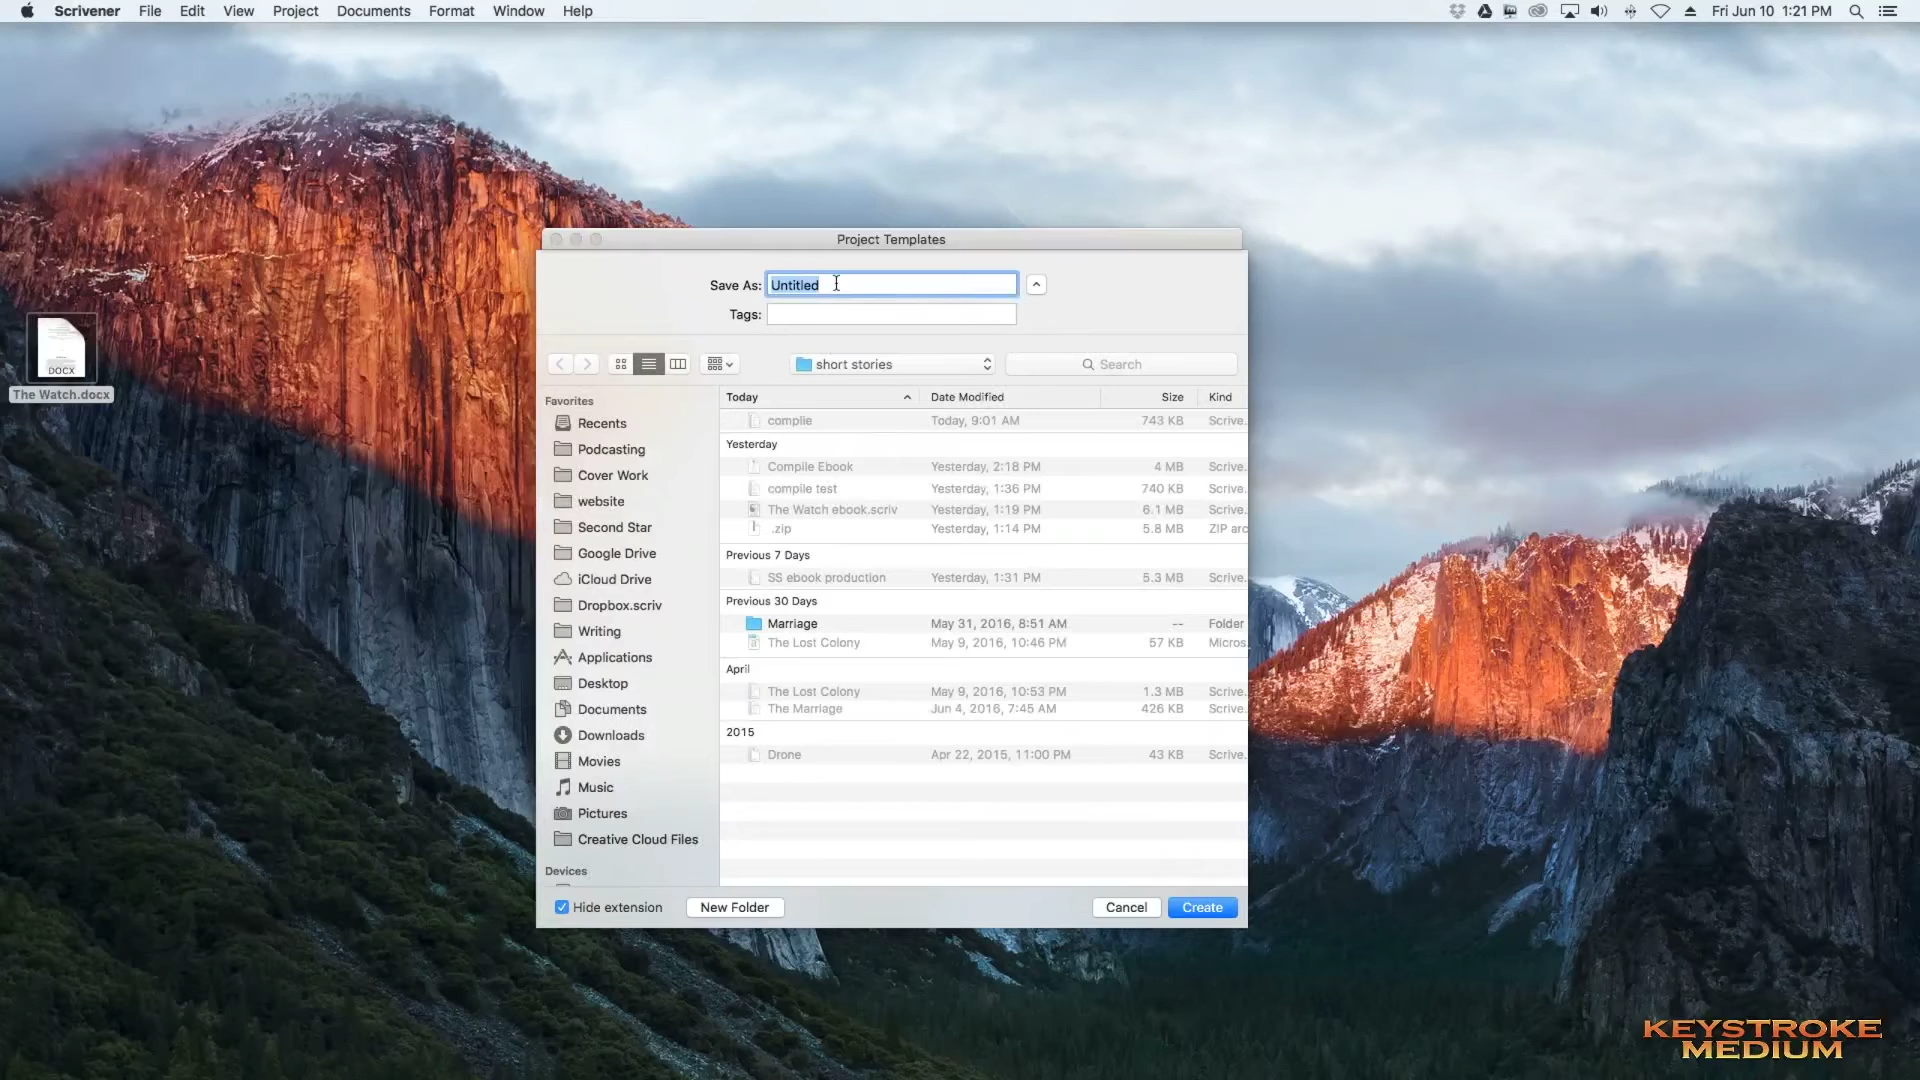 Scrivener File Edit View Project Documents Format Window Help Fri Jun 10 1:21 PM
Project Templates
Save As: Untitled
Tags:
short stories Search
DOCX
The Watch.docx
Favorites
Recents
Podcasting
Cover Work
website
Second Star
Google Drive
iCloud Drive
Dropbox.scriv
Writing
Applications
Desktop
Documents
Downloads
Movies
Music
Pictures
Creative Cloud Files
Devices
Today Date Modified Size Kind
complie Today, 9:01 AM 743 KB Scrive.
Yesterday
Compile Ebook Yesterday, 2:18 PM 4 MB Scrive.
compile test Yesterday, 1:36 PM 740 KB Scrive.
The Watch ebook.scriv Yesterday, 1:19 PM 6.1 MB Scrive.
.zip Yesterday, 1:14 PM 5.8 MB ZIP arc
Previous 7 Days
SS ebook production Yesterday, 1:31 PM 5.3 MB Scrive.
Previous 30 Days
Marriage May 31, 2016, 8:51 AM -- Folder
The Lost Colony May 9, 2016, 10:46 PM 57 KB Micros.
April
The Lost Colony May 9, 2016, 10:53 PM 1.3 MB Scrive.
The Marriage Jun 4, 2016, 7:45 AM 426 KB Scrive.
2015
Drone Apr 22, 2015, 11:00 PM 43 KB Scrive.
Hide extension New Folder Cancel Create
KEYSTROKE
MEDIUM